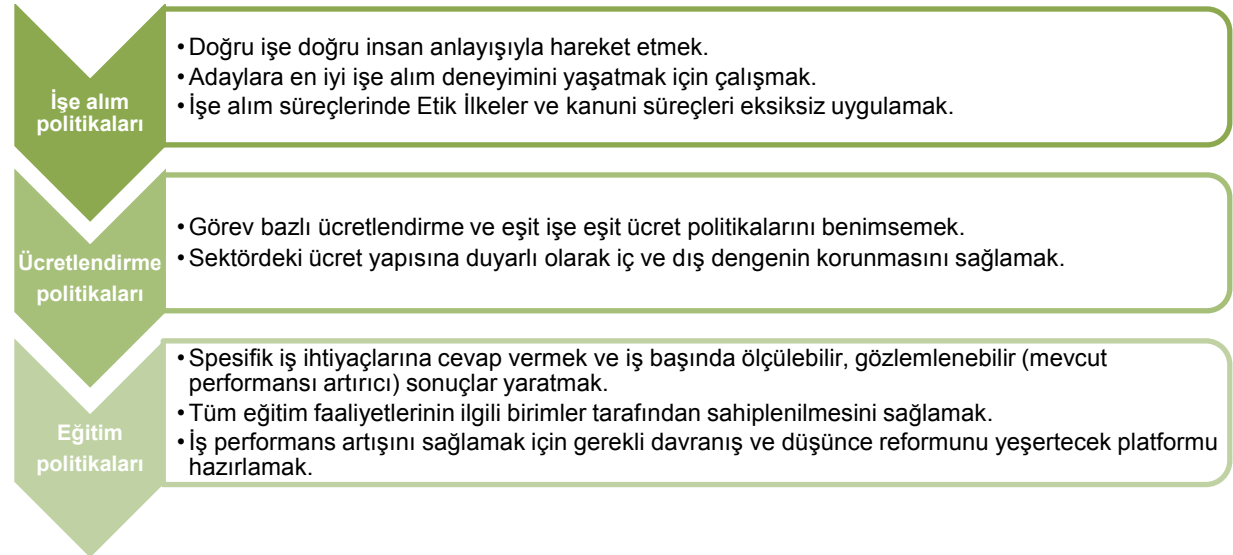 İşe alım
politikaları
•Doğru işe doğru insan anlayışıyla hareket etmek.
•Adaylara en iyi işe alım deneyimini yaşatmak için çalışmak.
•İşe alım süreçlerinde Etik İlkeler ve kanuni süreçleri eksiksiz uygulamak.
Ücretlendirme
politikaları
•Görev bazlı ücretlendirme ve eşit işe eşit ücret politikalarını benimsemek.
•Sektördeki ücret yapısına duyarlı olarak iç ve dış dengenin korunmasını sağlamak.
Eğitim
politikaları
•Spesifik iş ihtiyaçlarına cevap vermek ve iş başında ölçülebilir, gözlemlenebilir (mevcut
performansı artırıcı) sonuçlar yaratmak.
•Tüm eğitim faaliyetlerinin ilgili birimler tarafından sahiplenilmesini sağlamak.
•İş performans artışını sağlamak için gerekli davranış ve düşünce reformunu yeşertecek platformu
hazırlamak.